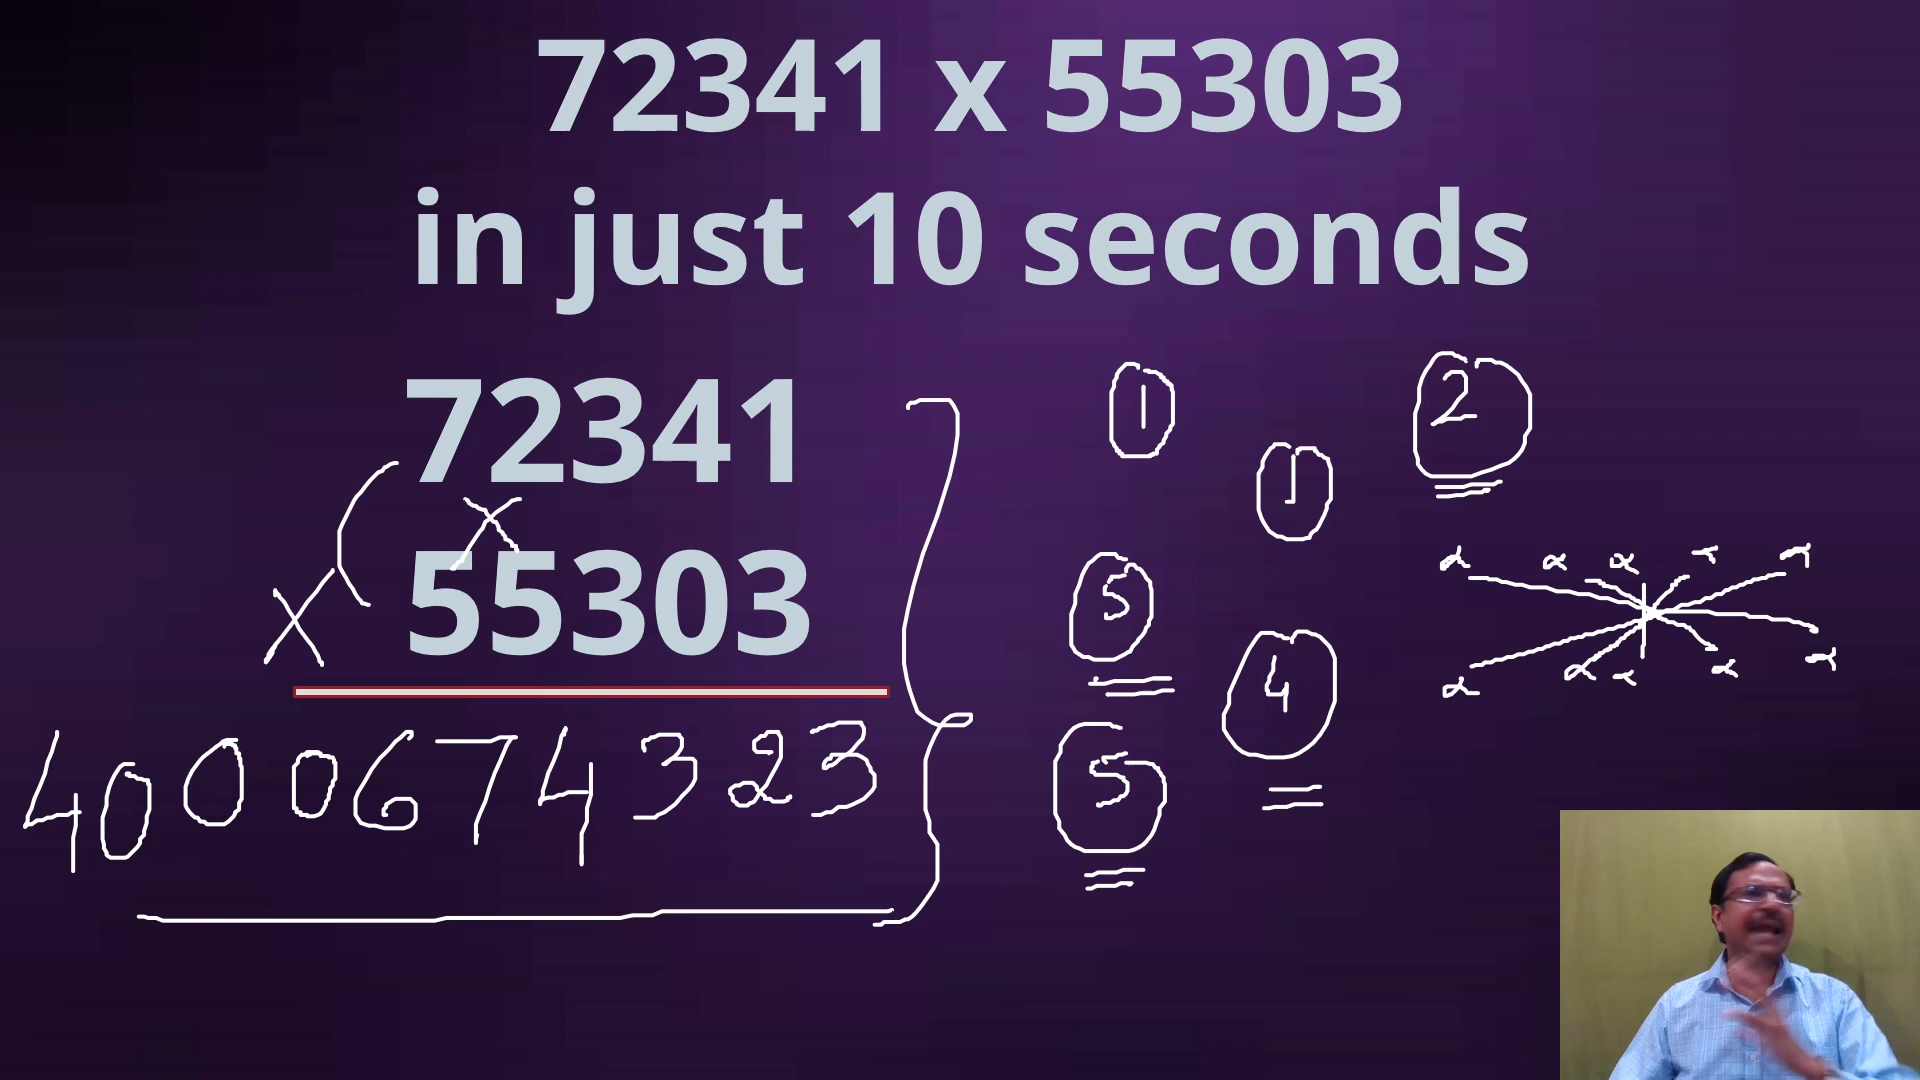 72341 x 55303
in just 10 seconds
72341
55303
x
x
4000674323
1
1
2
5
4
5
x x x x x
x x x x x